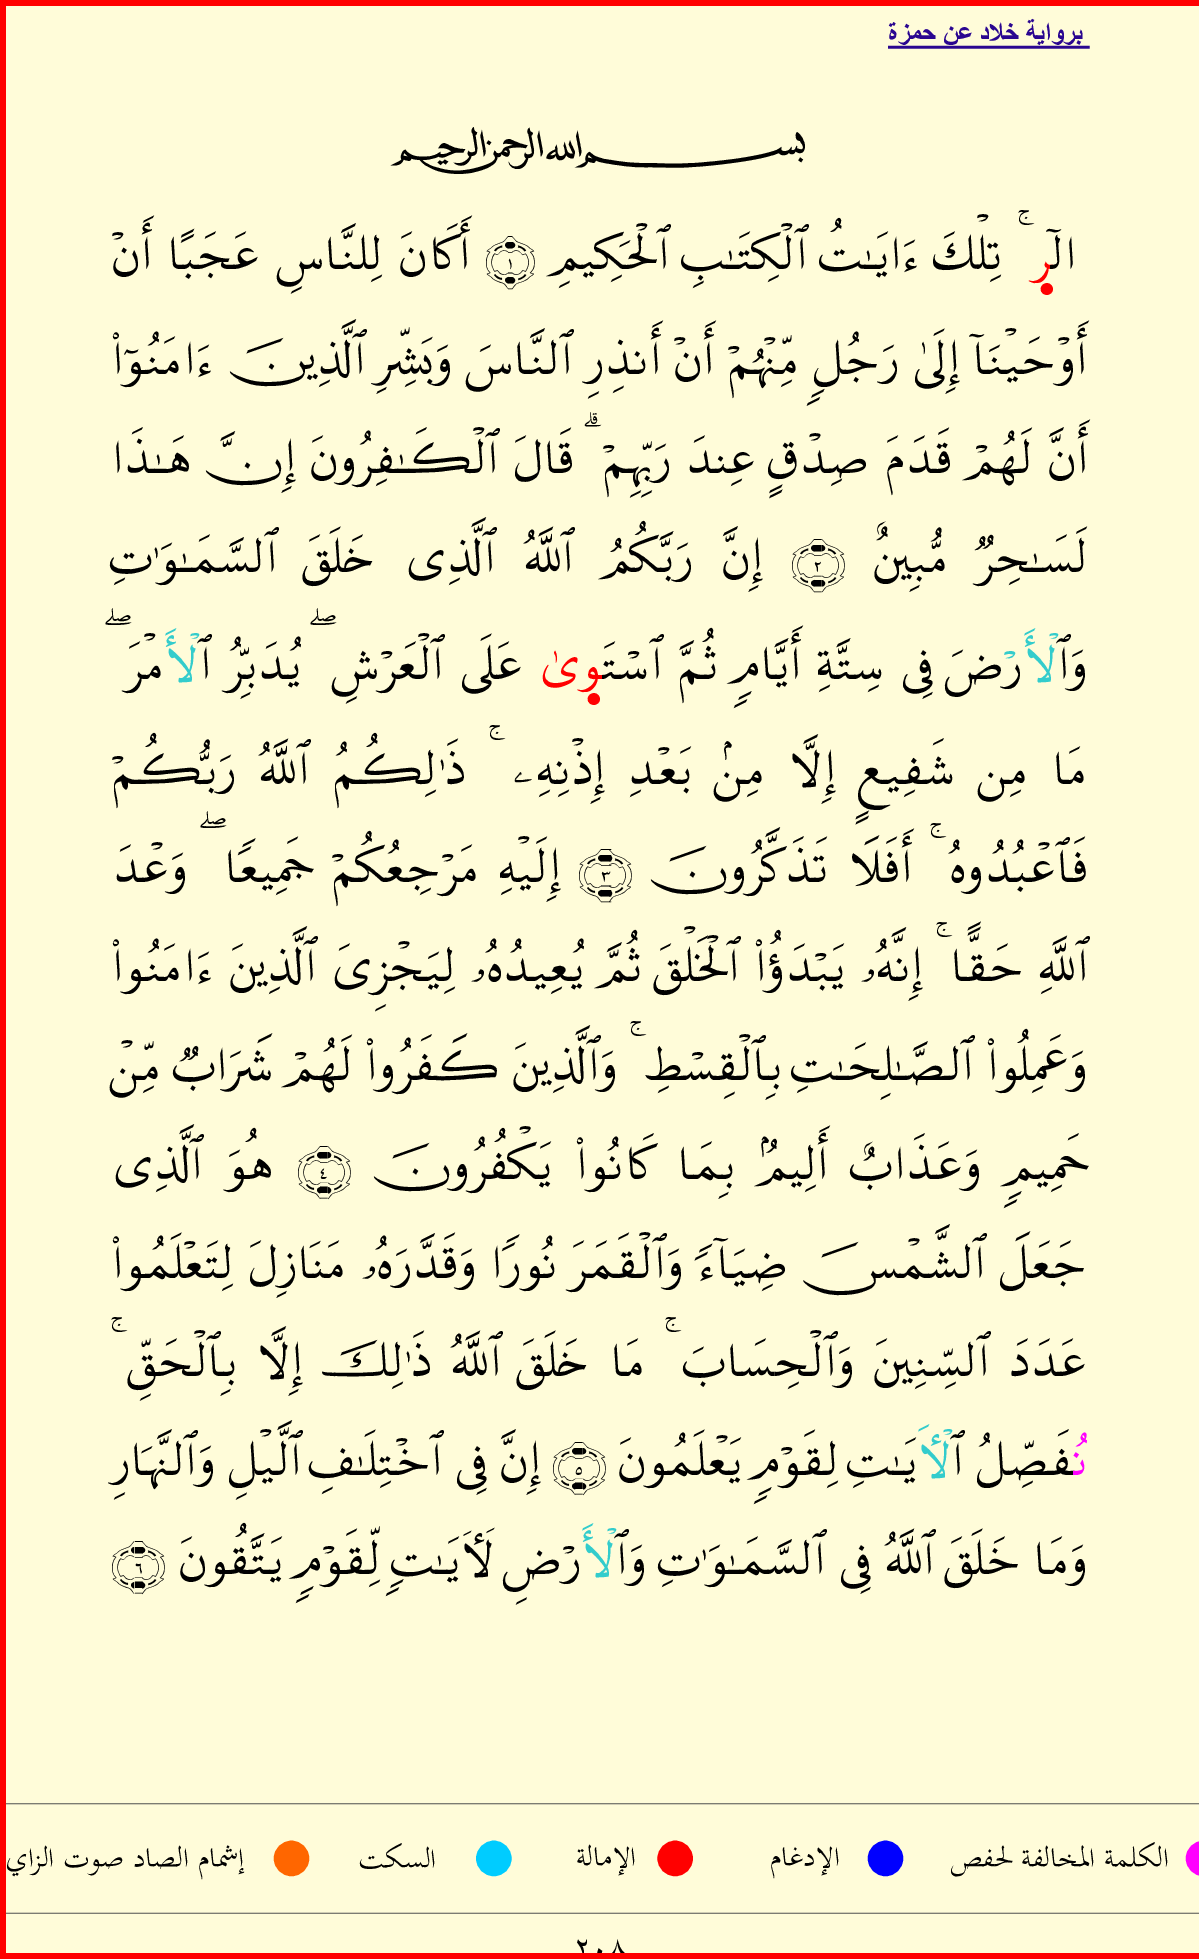 برواية خلاد عن حمزة
بسم الله الرحمن الرحيم
الٓرۚ تِلۡكَ ءَايَـٰتُ ٱلۡكِتَـٰبِ ٱلۡحَكِيمِ ١ أَكَانَ لِلنَّاسِ عَجَبًا أَنۡ
أَوۡحَيۡنَآ إِلَىٰ رَجُلٖ مِّنۡهُمۡ أَنۡ أَنذِرِ ٱلنَّاسَ وَبَشِّرِ ٱلَّذِينَ ءَامَنُوٓاْ
أَنَّ لَهُمۡ قَدَمَ صِدۡقٍ عِندَ رَبِّهِمۡۗ قَالَ ٱلۡكَـٰفِرُونَ إِنَّ هَـٰذَا
لَسَـٰحِرٞ مُّبِينٌ ٢ إِنَّ رَبَّكُمُ ٱللَّهُ ٱلَّذِى خَلَقَ ٱلسَّمَـٰوَٰتِ
وَٱلۡأَرۡضَ فِى سِتَّةِ أَيَّامٖ ثُمَّ ٱسۡتَوِىٰ عَلَى ٱلۡعَرۡشِۖ يُدَبِّرُ ٱلۡأَمۡرَۖ
مَا مِن شَفِيعٍ إِلَّا مِنۢ بَعۡدِ إِذۡنِهِۦۚ ذَٰلِكُمُ ٱللَّهُ رَبُّكُمۡ
فَٱعۡبُدُوهُۚ أَفَلَا تَذَكَّرُونَ ٣ إِلَيۡهِ مَرۡجِعُكُمۡ جَمِيعٗاۖ وَعۡدَ
ٱللَّهِ حَقًّاۚ إِنَّهُۥ يَبۡدَؤُاْ ٱلۡخَلۡقَ ثُمَّ يُعِيدُهُۥ لِيَجۡزِىَ ٱلَّذِينَ ءَامَنُواْ
وَعَمِلُواْ ٱلصَّـٰلِحَـٰتِ بِٱلۡقِسۡطِۚ وَٱلَّذِينَ كَفَرُواْ لَهُمۡ شَرَابٞ مِّنۡ
حَمِيمٖ وَعَذَابٌ أَلِيمُۢ بِمَا كَانُواْ يَكۡفُرُونَ ٤ هُوَ ٱلَّذِى
جَعَلَ ٱلشَّمۡسَ ضِيَآءٗ وَٱلۡقَمَرَ نُورٗا وَقَدَّرَهُۥ مَنَازِلَ لِتَعۡلَمُواْ
عَدَدَ ٱلسِّنِينَ وَٱلۡحِسَابَۚ مَا خَلَقَ ٱللَّهُ ذَٰلِكَ إِلَّا بِٱلۡحَقِّۚ
نُفَصِّلُ ٱلۡأَيَـٰتِ لِقَوۡمٖ يَعۡلَمُونَ ٥ إِنَّ فِى ٱخۡتِلَـٰفِ ٱلَّيۡلِ وَٱلنَّهَارِ
وَمَا خَلَقَ ٱللَّهُ فِى ٱلسَّمَـٰوَٰتِ وَٱلۡأَرۡضِ لَأَيَـٰتٖ لِّقَوۡمٖ يَتَّقُونَ ٦
الكلمة المخالفة لحفص الإدغام الإمالة السكت إشمام الصاد صوت الزاي
٢٠٨